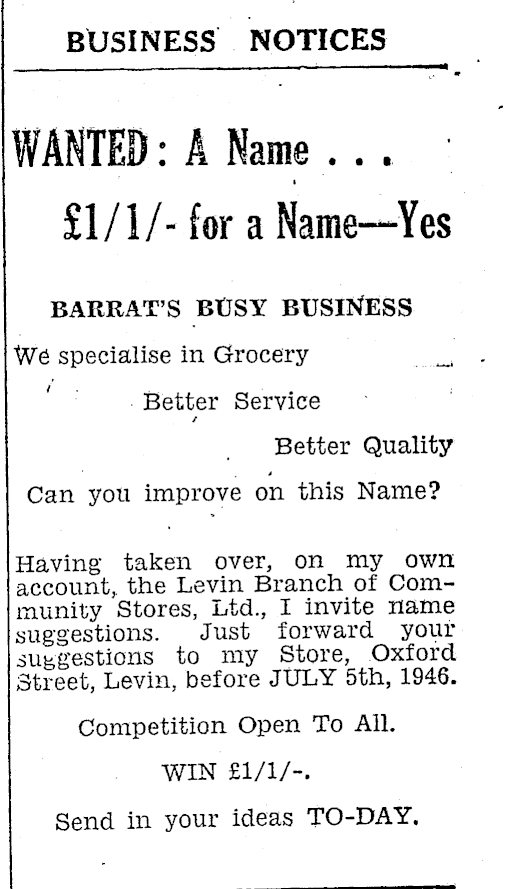 BUSINESS NOTICES
WANTED: A Name . . .
£1/1/- for a Name—Yes
BARRAT'S BUSY BUSINESS
We specialise in Grocery
Better Service
Better Quality
Can you improve on this Name?
Having taken over, on my own
account, the Levin Branch of Com-
munity Stores, Ltd., I invite name
suggestions. Just forward your
suggestions to my Store, Oxford
Street, Levin, before JULY 5th, 1946.
Competition Open To All.
WIN £1/1/-.
Send in your ideas TO-DAY.